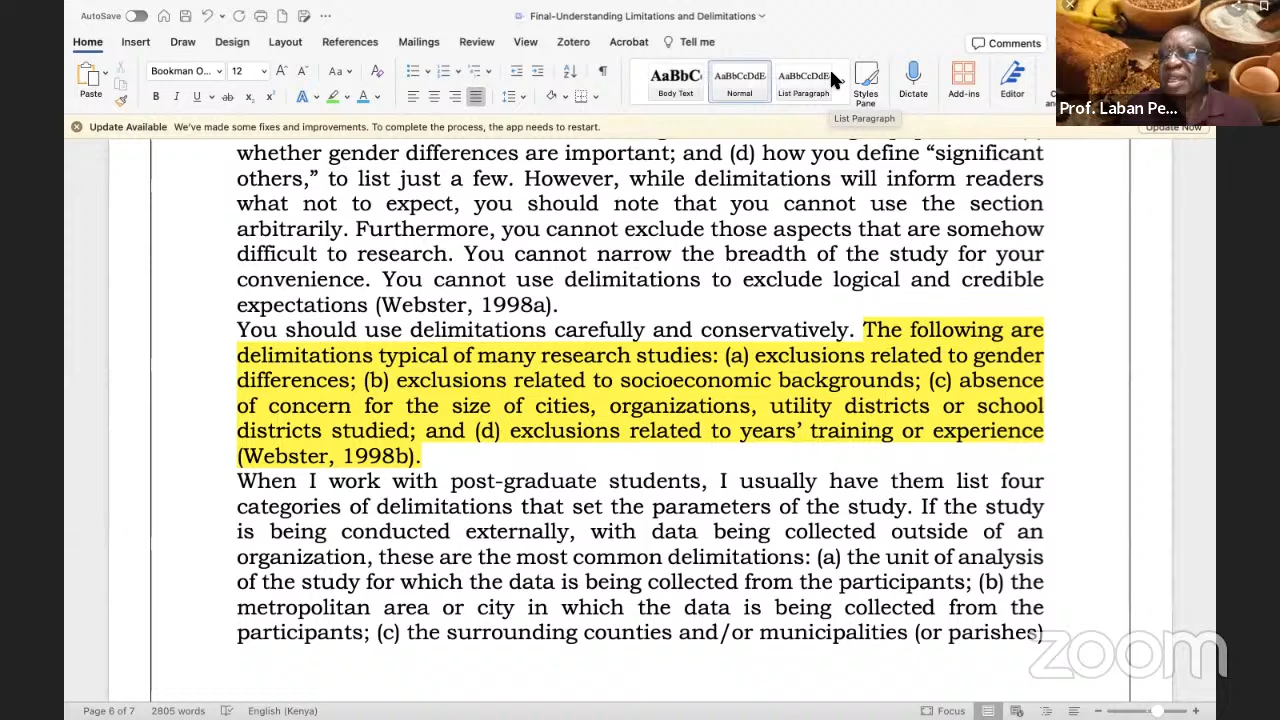 AutoSave
Final-Understanding Limitations and Delimitations
Home Insert Draw Design Layout References Mailings Review View Zotero Acrobat Tell me
Comments
Paste
Bookman O... 12
AaBbC
Body Text
AaBbCcDdE
Normal
AaBbCcDdE
List Paragraph
Styles
Pane
Dictate
Add-ins
Editor
List Paragraph
Prof. Laban Pe...
Update Available We've made some fixes and improvements. To complete the process, the app needs to restart.
Update Now
whether gender differences are important; and (d) how you define “significant
others,” to list just a few. However, while delimitations will inform readers
what not to expect, you should note that you cannot use the section
arbitrarily. Furthermore, you cannot exclude those aspects that are somehow
difficult to research. You cannot narrow the breadth of the study for your
convenience. You cannot use delimitations to exclude logical and credible
expectations (Webster, 1998a).
You should use delimitations carefully and conservatively. The following are
delimitations typical of many research studies: (a) exclusions related to gender
differences; (b) exclusions related to socioeconomic backgrounds; (c) absence
of concern for the size of cities, organizations, utility districts or school
districts studied; and (d) exclusions related to years’ training or experience
(Webster, 1998b).
When I work with post-graduate students, I usually have them list four
categories of delimitations that set the parameters of the study. If the study
is being conducted externally, with data being collected outside of an
organization, these are the most common delimitations: (a) the unit of analysis
of the study for which the data is being collected from the participants; (b) the
metropolitan area or city in which the data is being collected from the
participants; (c) the surrounding counties and/or municipalities (or parishes)
zoom
Page 6 of 7 2805 words English (Kenya) Focus